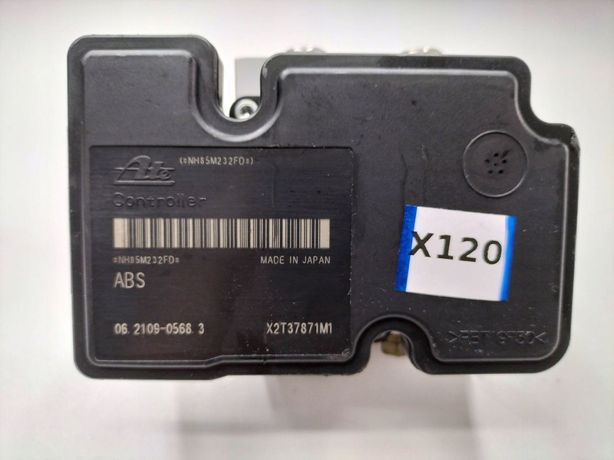 (¤NH85M232FD¤)
Ate
Controller
¤NH85M232FD¤
MADE IN JAPAN
ABS
06.2109-0568.3
X2T37871M1
X120